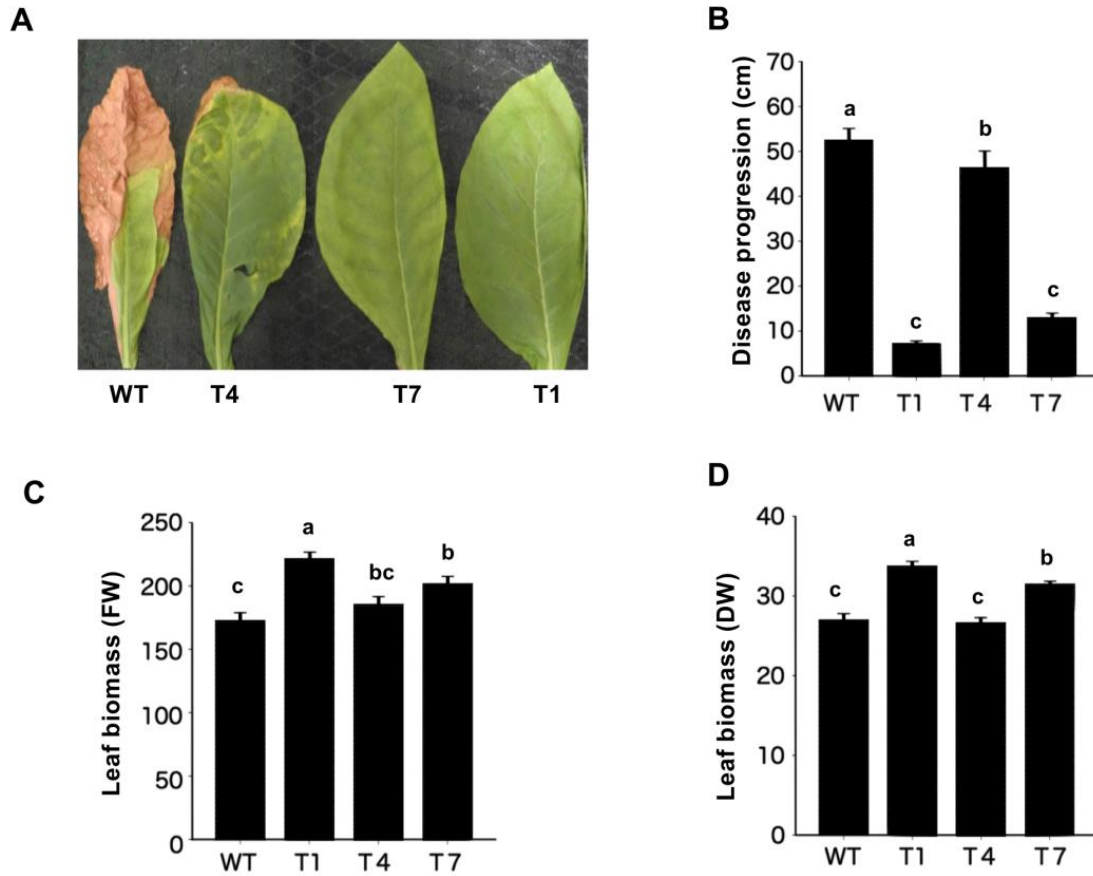 A
WT T4 T7 T1
B
Disease progression (cm)
70
60
50
40
30
20
10
0
a
c
b
c
WT T1 T4 T7
C
Leaf biomass (FW)
250
200
150
100
50
0
c
a
bc
b
WT T1 T4 T7
D
Leaf biomass (DW)
40
30
20
10
0
c
a
c
b
WT T1 T4 T7